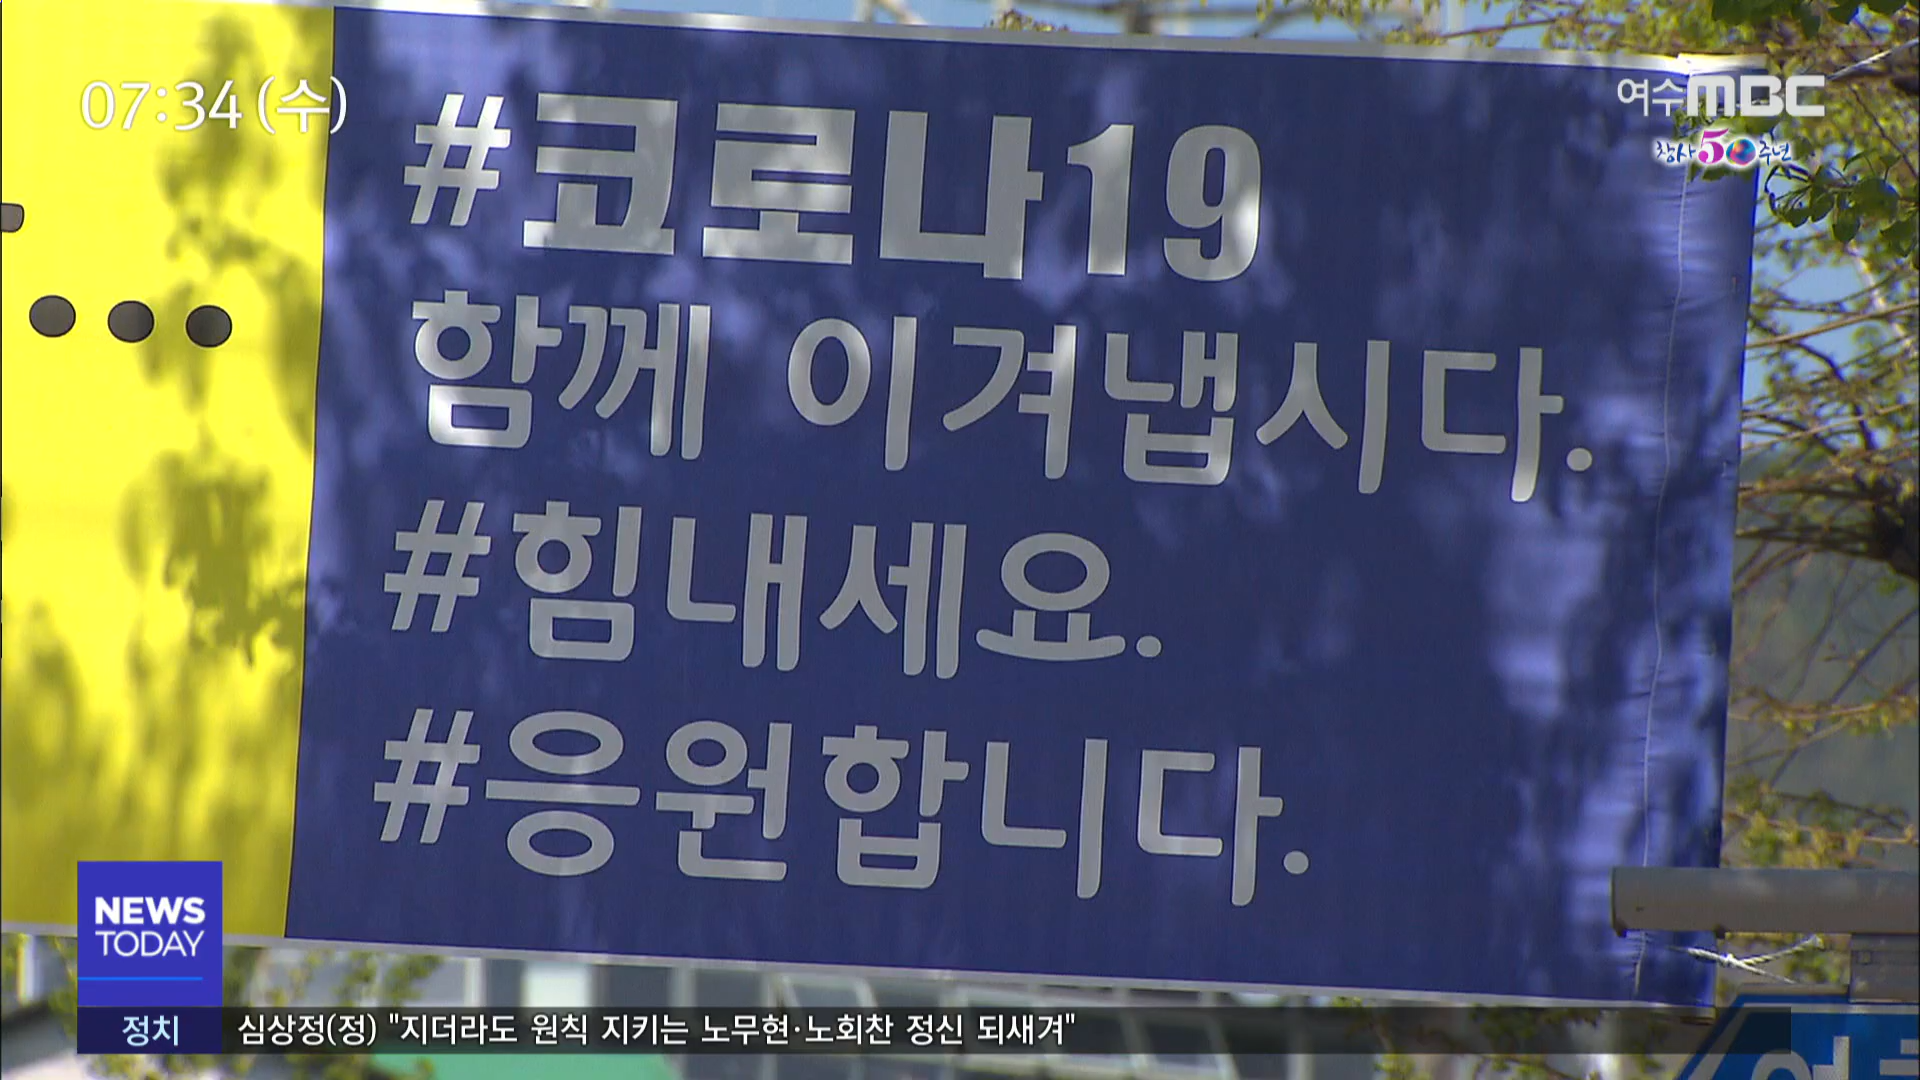 07:34 (수)
여수MBC
창사50주년
#코로나19
함께 이겨냅시다.
#힘내세요.
#응원합니다.
NEWS
TODAY
정치
심상정(정) "지더라도 원칙 지키는 노무현·노회찬 정신 되새겨"